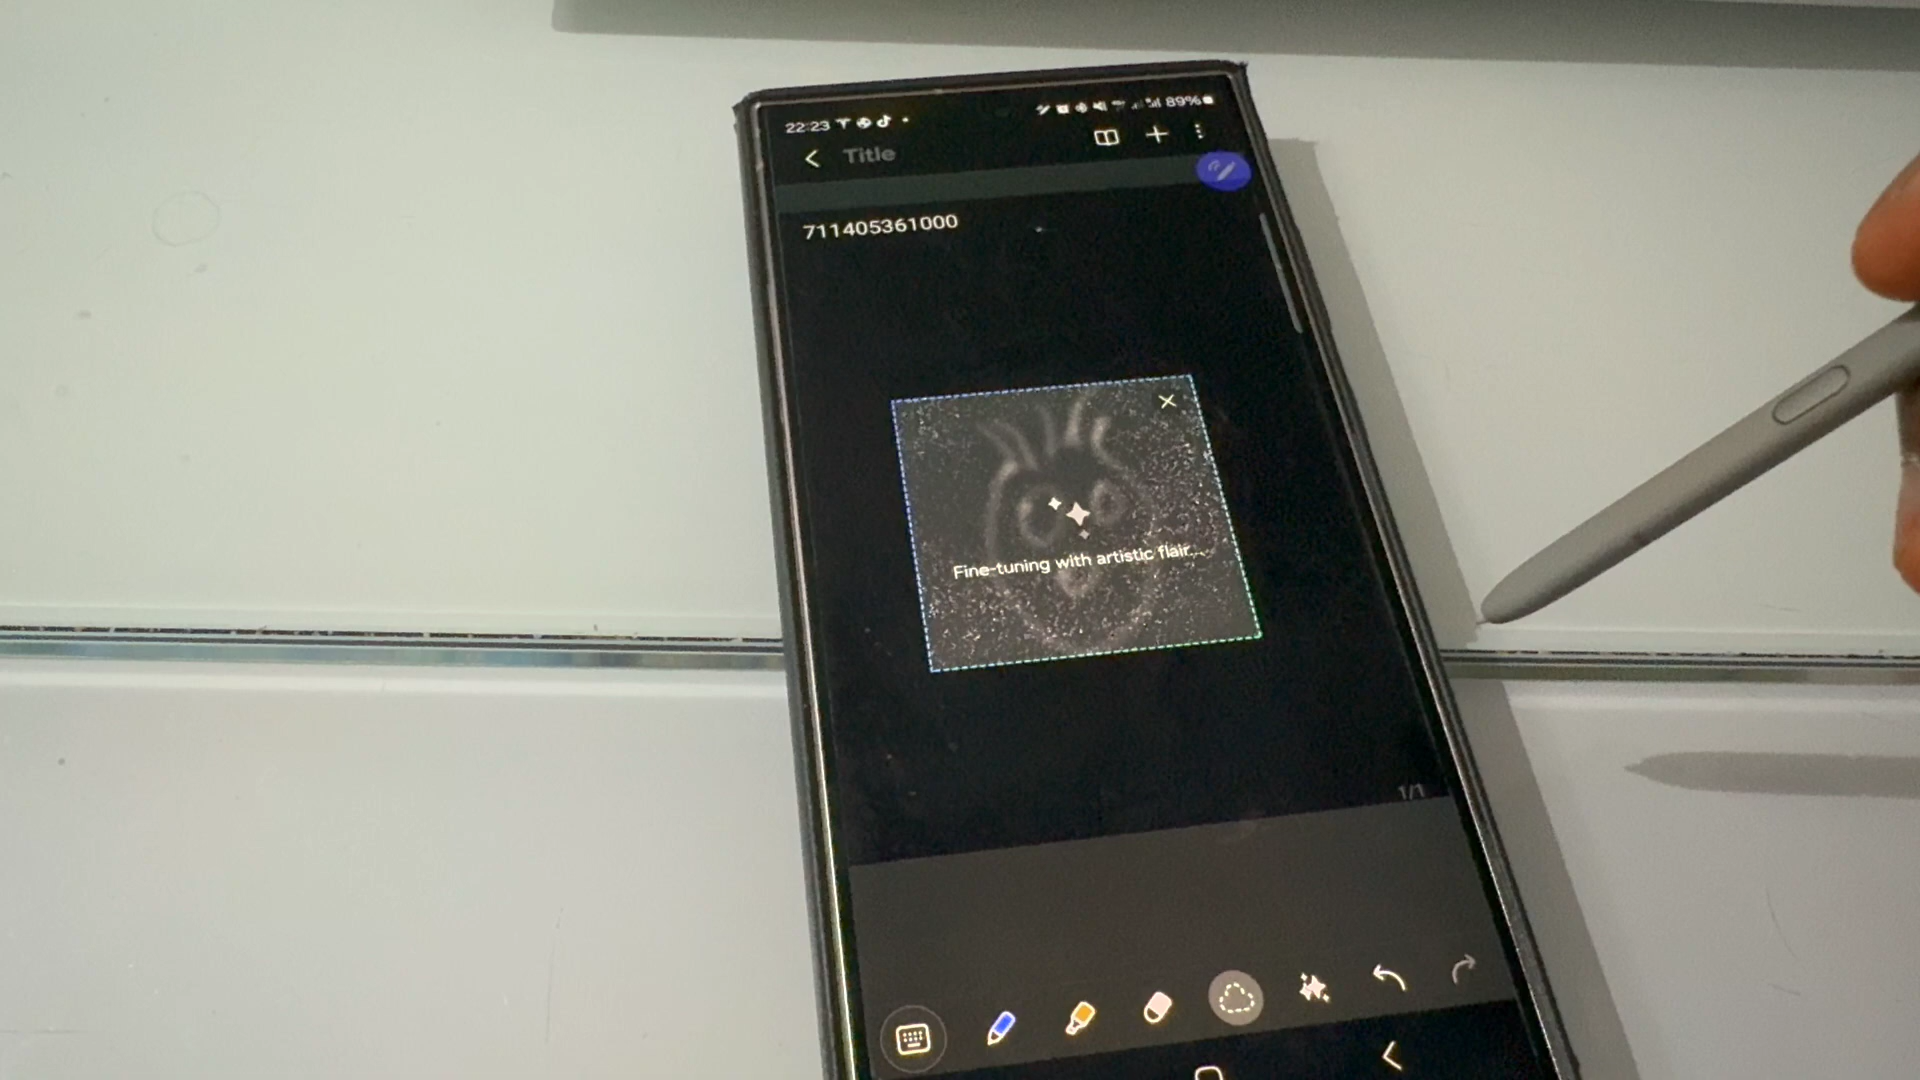 22:23
89%
Title
711405361000
Fine-tuning with artistic flair...
1/1